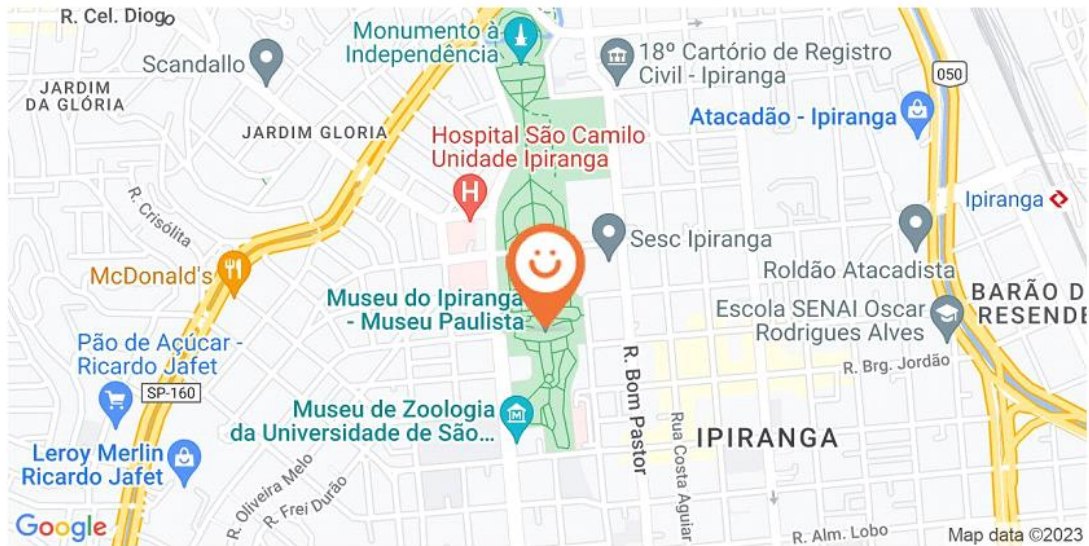 R. Cel. Diogo
Monumento à
Independência
18º Cartório de Registro
Civil - Ipiranga
Scandallo
JARDIM
DA GLÓRIA
050
JARDIM GLORIA
Atacadão - Ipiranga
Hospital São Camilo
Unidade Ipiranga
H
R. Crisólita
Ipiranga
Sesc Ipiranga
McDonald's
Roldão Atacadista
Museu do Ipiranga
- Museu Paulista
Escola SENAI Oscar
Rodrigues Alves
BARÃO D
RESENDE
Pão de Açúcar -
Ricardo Jafet
SP-160
R. Bom Pastor
R. Brg. Jordão
Museu de Zoologia
da Universidade de São...
M
Rua Costa Aguiar
IPIRANGA
Leroy Merlin
Ricardo Jafet
R. Oliveira Melo
R. Frei Durão
Google
R. Alm. Lobo
Map data ©2023